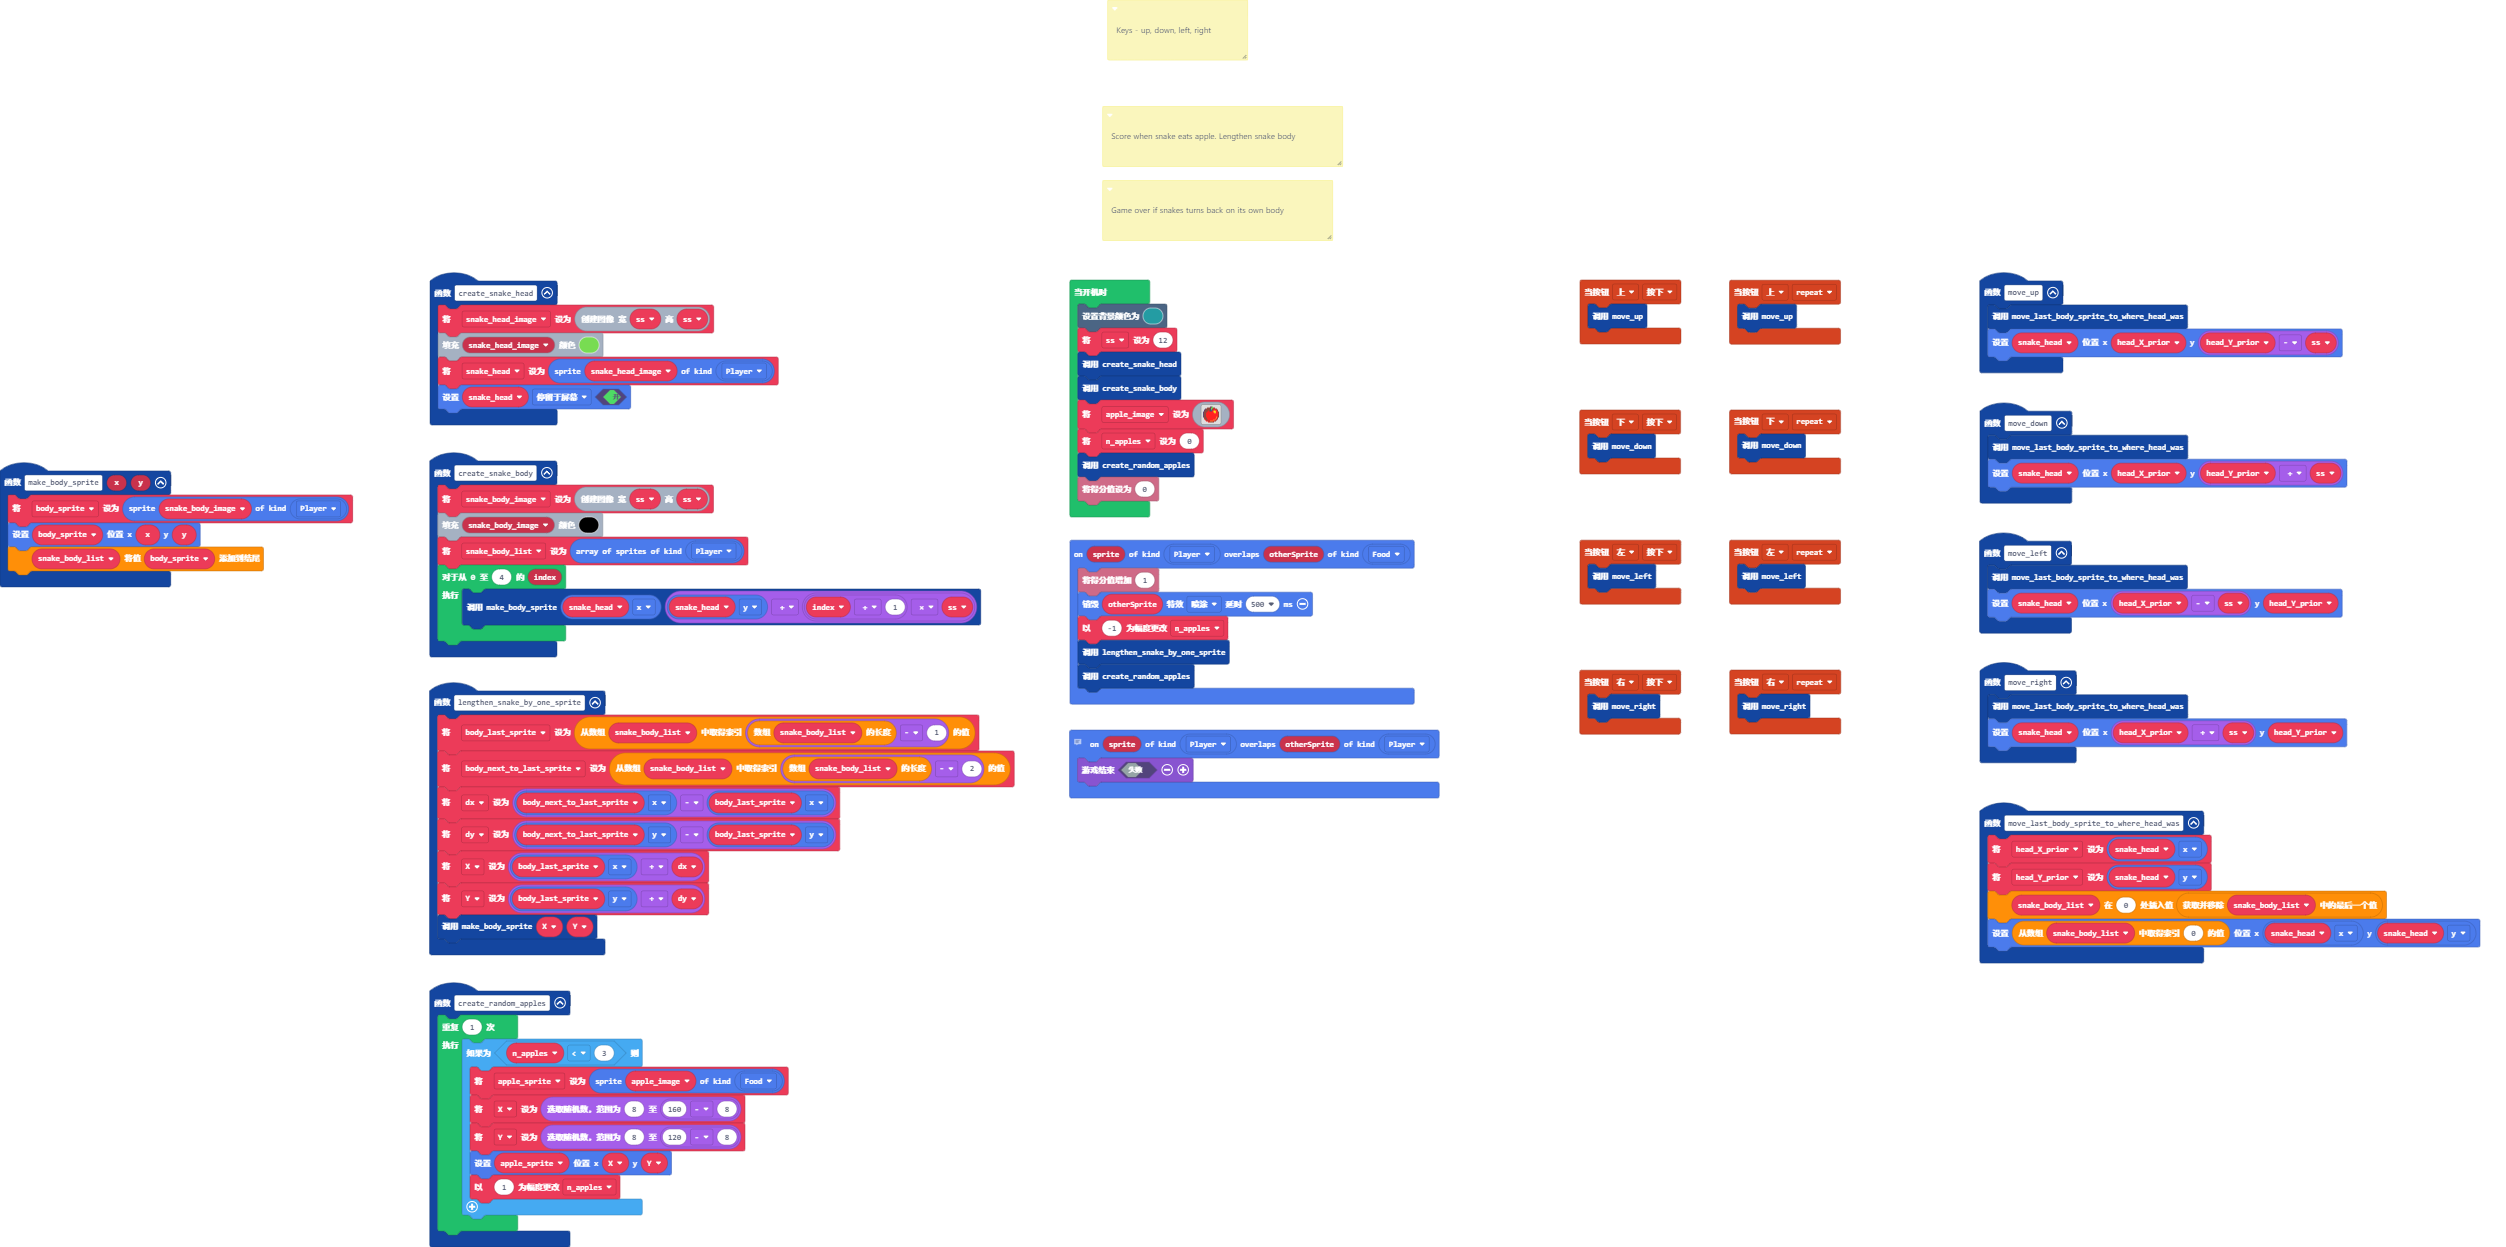 Keys - up, down, left, right
Score when snake eats apple. Lengthen snake body
Game over if snakes turns back on its own body
函数 make_body_sprite x y
将 body_sprite 设为 sprite snake_body_image of kind Player
设置 body_sprite 位置 x x y y
snake_body_list 将值 body_sprite 添加到结尾
函数 create_snake_head
将 snake_head_image 设为 创建图像 宽 ss 高 ss
填充 snake_head_image 颜色
将 snake_head 设为 sprite snake_head_image of kind Player
设置 snake_head 停留于屏幕
函数 create_snake_body
将 snake_body_image 设为 创建图像 宽 ss 高 ss
填充 snake_body_image 颜色
将 snake_body_list 设为 array of sprites of kind Player
对于从 0 至 4 的 index
执行 调用 make_body_sprite snake_head x snake_head y + index + 1 × ss
函数 lengthen_snake_by_one_sprite
将 body_last_sprite 设为 从数组 snake_body_list 中取得索引 数组 snake_body_list 的长度 - 1 的值
将 body_next_to_last_sprite 设为 从数组 snake_body_list 中取得索引 数组 snake_body_list 的长度 - 2 的值
将 dx 设为 body_next_to_last_sprite x - body_last_sprite x
将 dy 设为 body_next_to_last_sprite y - body_last_sprite y
将 X 设为 body_last_sprite x + dx
将 Y 设为 body_last_sprite y + dy
调用 make_body_sprite X Y
函数 create_random_apples
重复 1 次
执行 如果为 n_apples < 3 则
将 apple_sprite 设为 sprite apple_image of kind Food
将 X 设为 选取随机数，范围为 8 至 160 - 8
将 Y 设为 选取随机数，范围为 8 至 120 - 8
设置 apple_sprite 位置 x X y Y
以 1 为幅度更改 n_apples
当开机时
设置背景颜色为
将 ss 设为 12
调用 create_snake_head
调用 create_snake_body
将 apple_image 设为
将 n_apples 设为 0
调用 create_random_apples
将得分值设为 0
on sprite of kind Player overlaps otherSprite of kind Food
将得分值增加 1
销毁 otherSprite 特效 喷涂 延时 500 ms
以 -1 为幅度更改 n_apples
调用 lengthen_snake_by_one_sprite
调用 create_random_apples
on sprite of kind Player overlaps otherSprite of kind Player
游戏结束 失败
当按钮 上 按下
调用 move_up
当按钮 上 repeat
调用 move_up
当按钮 下 按下
调用 move_down
当按钮 下 repeat
调用 move_down
当按钮 左 按下
调用 move_left
当按钮 左 repeat
调用 move_left
当按钮 右 按下
调用 move_right
当按钮 右 repeat
调用 move_right
函数 move_up
调用 move_last_body_sprite_to_where_head_was
设置 snake_head 位置 x head_X_prior y head_Y_prior - ss
函数 move_down
调用 move_last_body_sprite_to_where_head_was
设置 snake_head 位置 x head_X_prior y head_Y_prior + ss
函数 move_left
调用 move_last_body_sprite_to_where_head_was
设置 snake_head 位置 x head_X_prior - ss y head_Y_prior
函数 move_right
调用 move_last_body_sprite_to_where_head_was
设置 snake_head 位置 x head_X_prior + ss y head_Y_prior
函数 move_last_body_sprite_to_where_head_was
将 head_X_prior 设为 snake_head x
将 head_Y_prior 设为 snake_head y
snake_body_list 在 0 处插入值 获取并移除 snake_body_list 中的最后一个值
设置 从数组 snake_body_list 中取得索引 0 的值 位置 x snake_head x y snake_head y